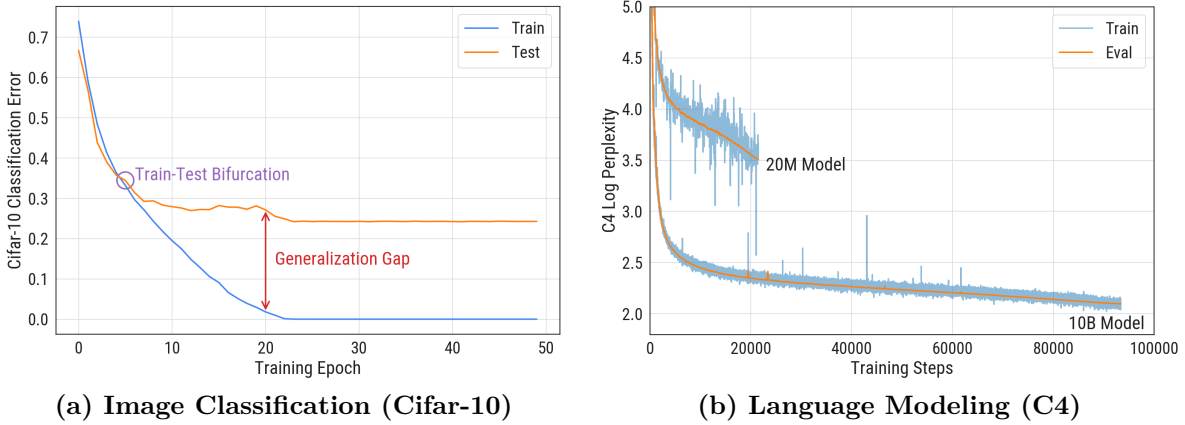 Cifar-10 Classification Error
0.7
0.6
0.5
0.4
0.3
0.2
0.1
0.0
Train
Test
Train-Test Bifurcation
Generalization Gap
0
10
20
30
40
50
Training Epoch
(a) Image Classification (Cifar-10)
C4 Log Perplexity
5.0
4.5
4.0
3.5
3.0
2.5
2.0
Train
Eval
20M Model
10B Model
0
20000
40000
60000
80000
100000
Training Steps
(b) Language Modeling (C4)